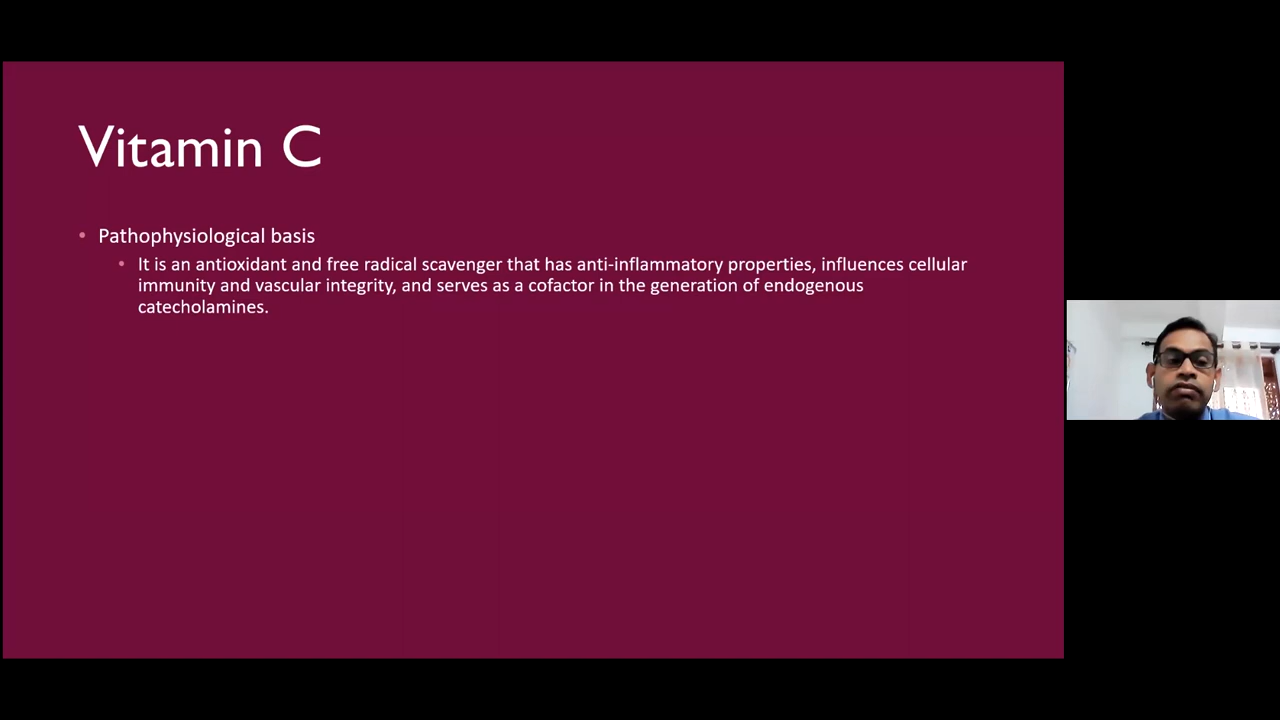 Vitamin C
• Pathophysiological basis
• It is an antioxidant and free radical scavenger that has anti-inflammatory properties, influences cellular
immunity and vascular integrity, and serves as a cofactor in the generation of endogenous
catecholamines.